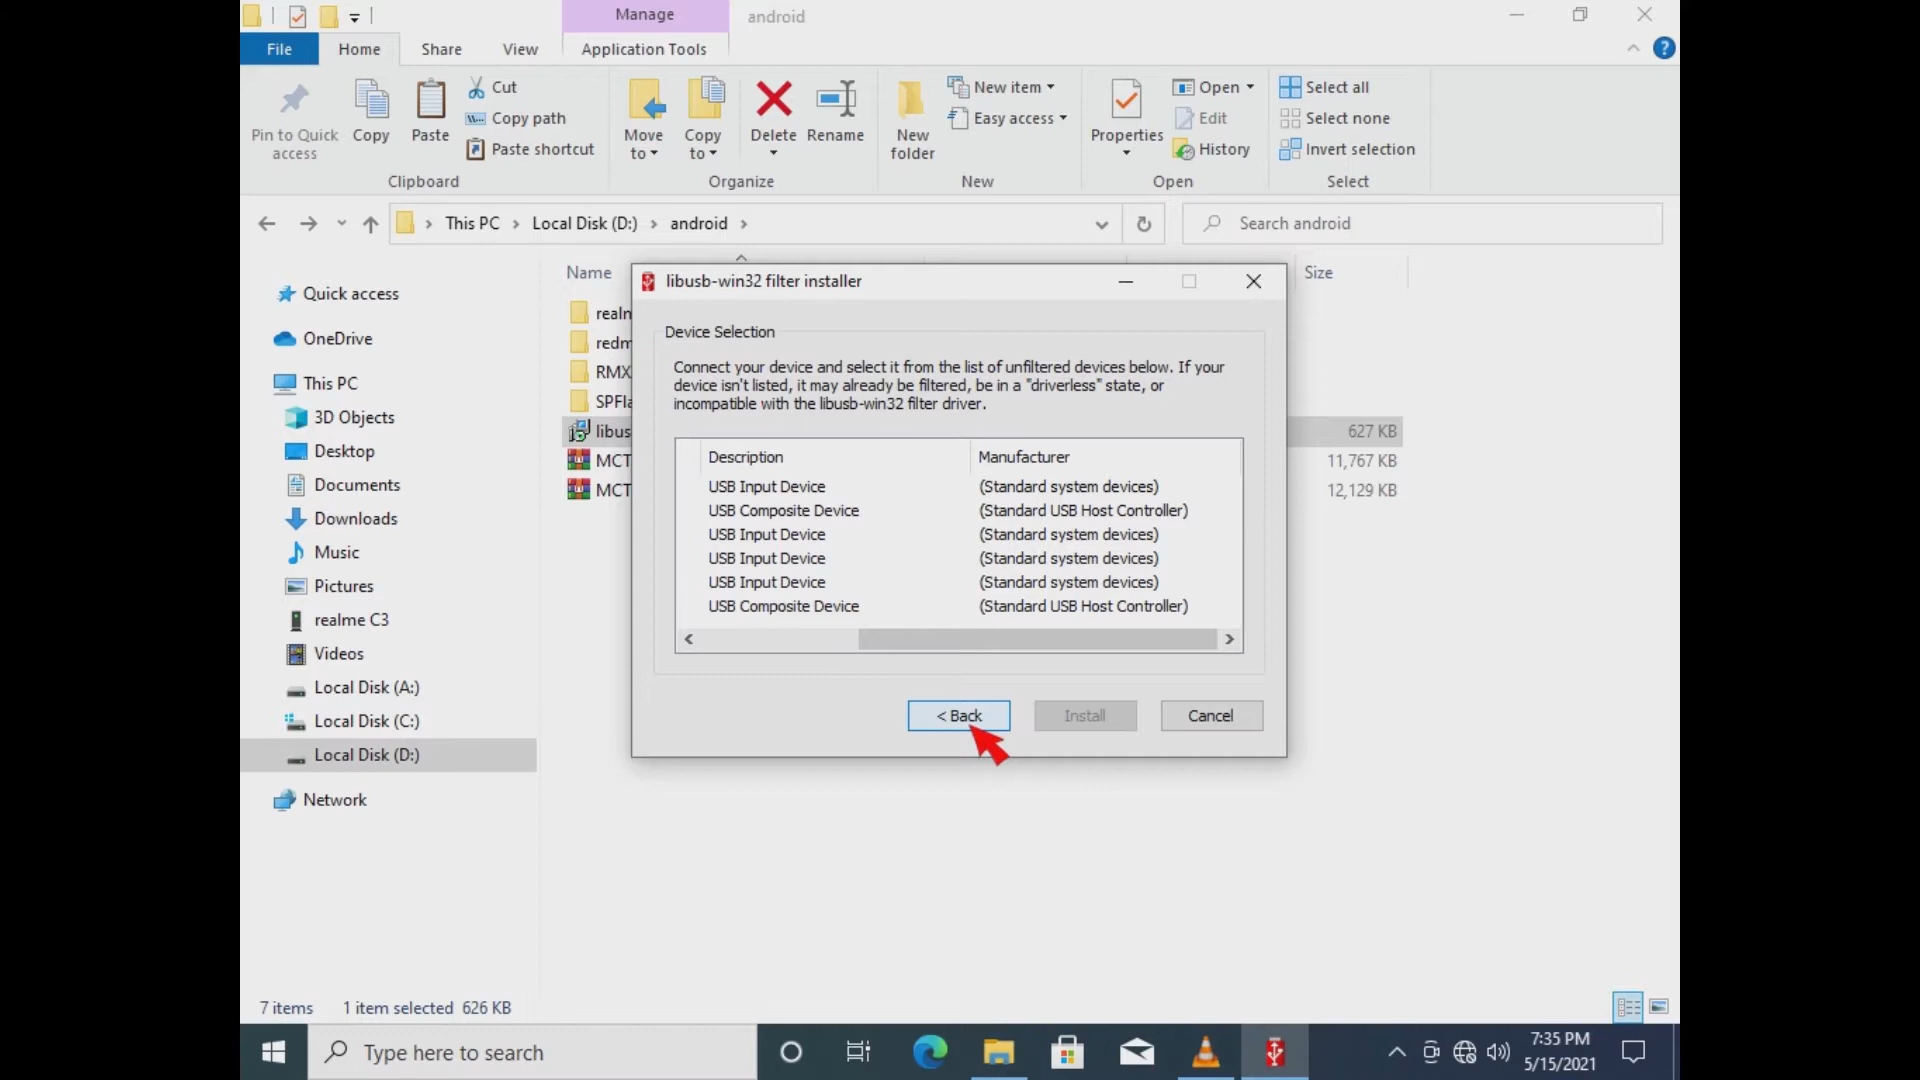 Manage
android
File
Home
Share
View
Application Tools
Pin to Quick
access
Copy
Paste
Cut
Copy path
Paste shortcut
Clipboard
Move
to
Copy
to
Delete
Rename
Organize
New
folder
New item
Easy access
New
Properties
Open
Edit
History
Open
Select all
Select none
Invert selection
Select
This PC > Local Disk (D:) > android >
Search android
Name
Size
Quick access
OneDrive
This PC
3D Objects
Desktop
Documents
Downloads
Music
Pictures
realme C3
Videos
Local Disk (A:)
Local Disk (C:)
Local Disk (D:)
Network
realn
redm
RMX
SPFla
libus
627 KB
MCT
11,767 KB
MCT
12,129 KB
libusb-win32 filter installer
Device Selection
Connect your device and select it from the list of unfiltered devices below. If your
device isn't listed, it may already be filtered, be in a "driverless" state, or
incompatible with the libusb-win32 filter driver.
Description Manufacturer
USB Input Device (Standard system devices)
USB Composite Device (Standard USB Host Controller)
USB Input Device (Standard system devices)
USB Input Device (Standard system devices)
USB Input Device (Standard system devices)
USB Composite Device (Standard USB Host Controller)
< Back
Install
Cancel
7 items 1 item selected 626 KB
Type here to search
7:35 PM
5/15/2021